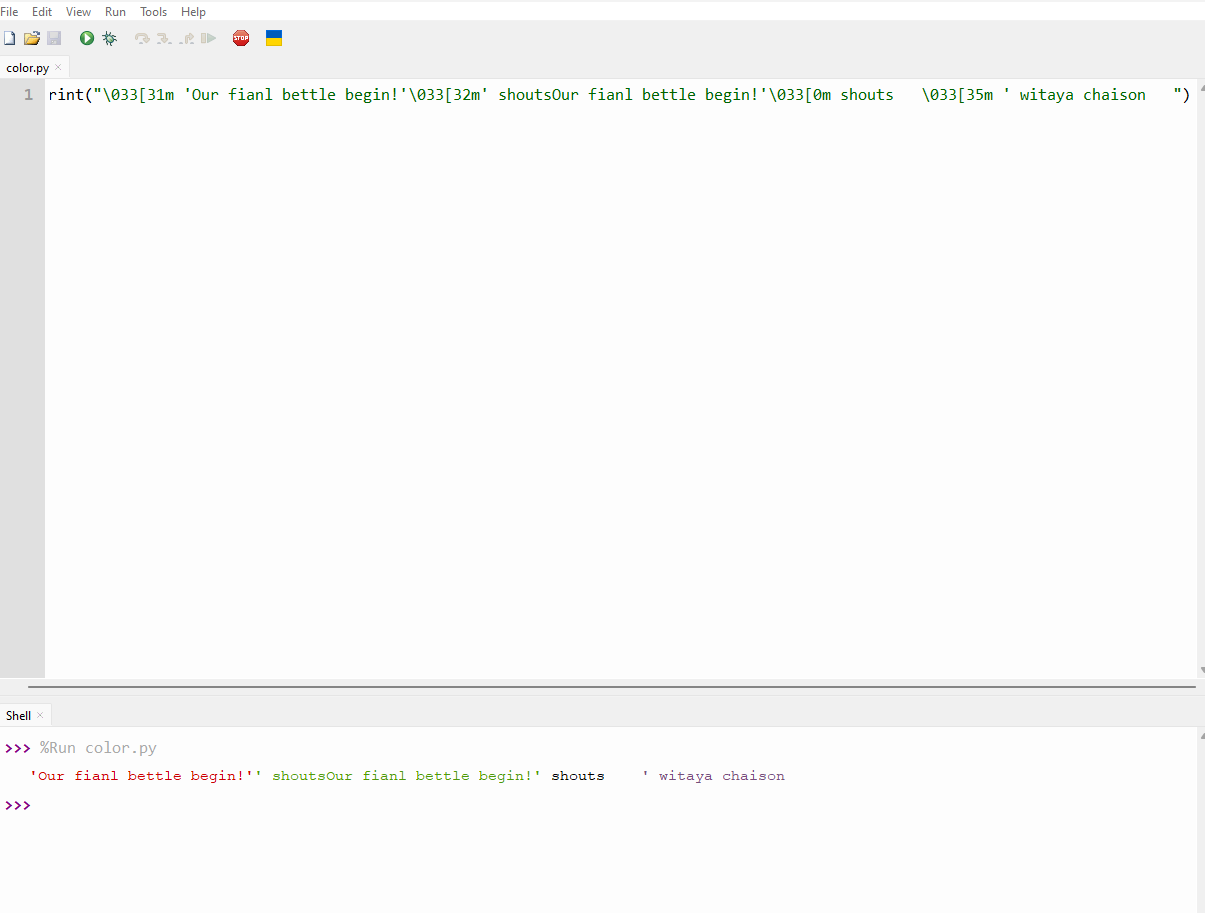 File Edit View Run Tools Help
STOP
color.py ×
1 rint("\033[31m 'Our fianl bettle begin!'\033[32m' shoutsOur fianl bettle begin!'\033[0m shouts   \033[35m ' witaya chaison   ")
Shell ×
>>> %Run color.py
'Our fianl bettle begin!'' shoutsOur fianl bettle begin!' shouts    ' witaya chaison
>>>